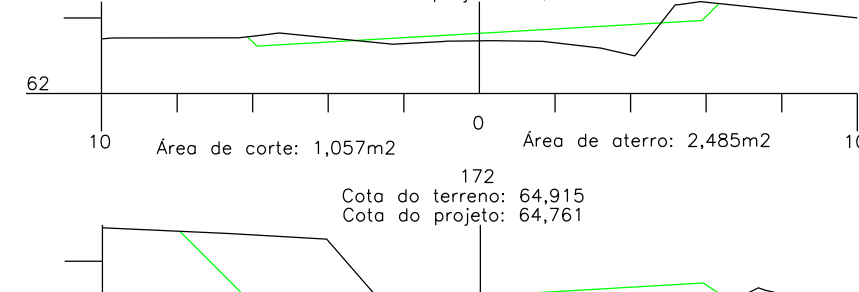 62
0
10
10
Área de corte: 1,057m2
Área de aterro: 2,485m2
172
Cota do terreno: 64,915
Cota do projeto: 64,761